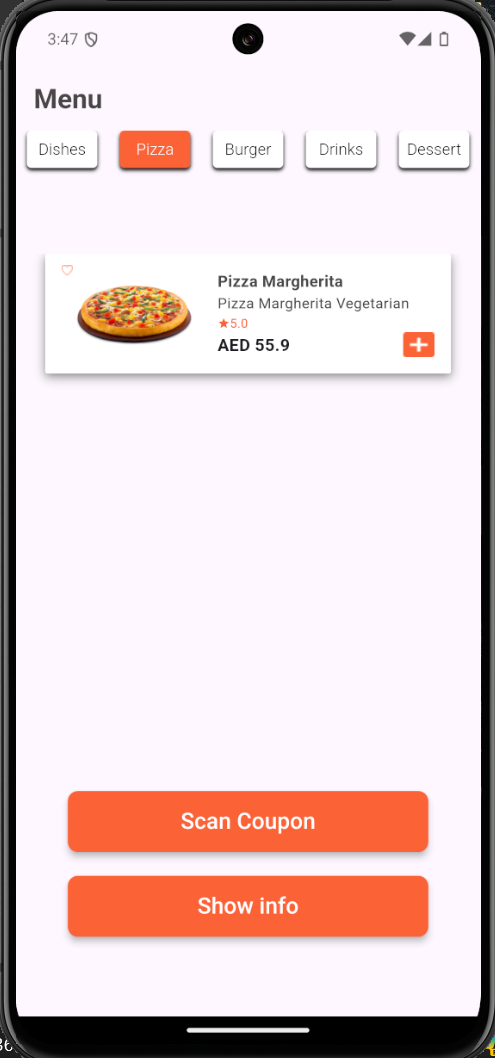 3:47
Menu
Dishes Pizza Burger Drinks Dessert
Pizza Margherita
Pizza Margherita Vegetarian
★5.0
AED 55.9
Scan Coupon
Show info